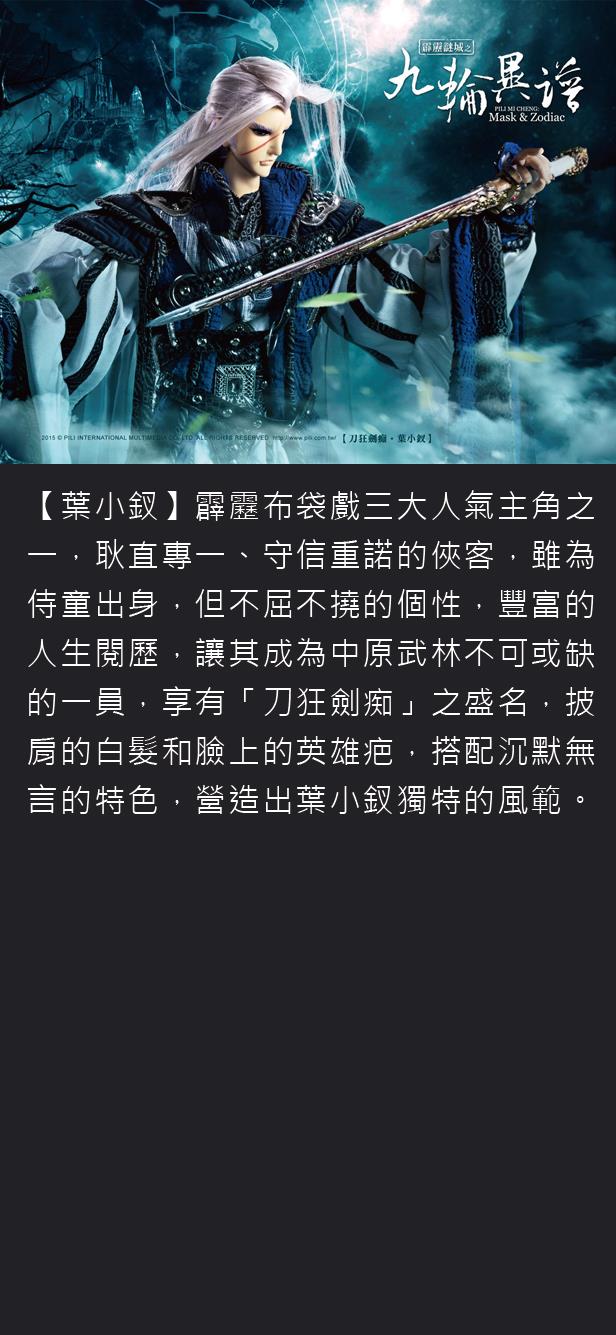 霹靂謎城之
九輪異譜
PILI MI CHENG:
Mask & Zodiac
2015 © PILI INTERNATIONAL MULTIMEDIA CO., LTD. ALL RIGHTS RESERVED http://www.pili.com.tw/ 【刀狂劍癡‧葉小釵】
【葉小釵】霹靂布袋戲三大人氣主角之
一，耿直專一、守信重諾的俠客，雖為
侍童出身，但不屈不撓的個性，豐富的
人生閱歷，讓其成為中原武林不可或缺
的一員，享有「刀狂劍痴」之盛名，披
肩的白髮和臉上的英雄疤，搭配沉默無
言的特色，營造出葉小釵獨特的風範。